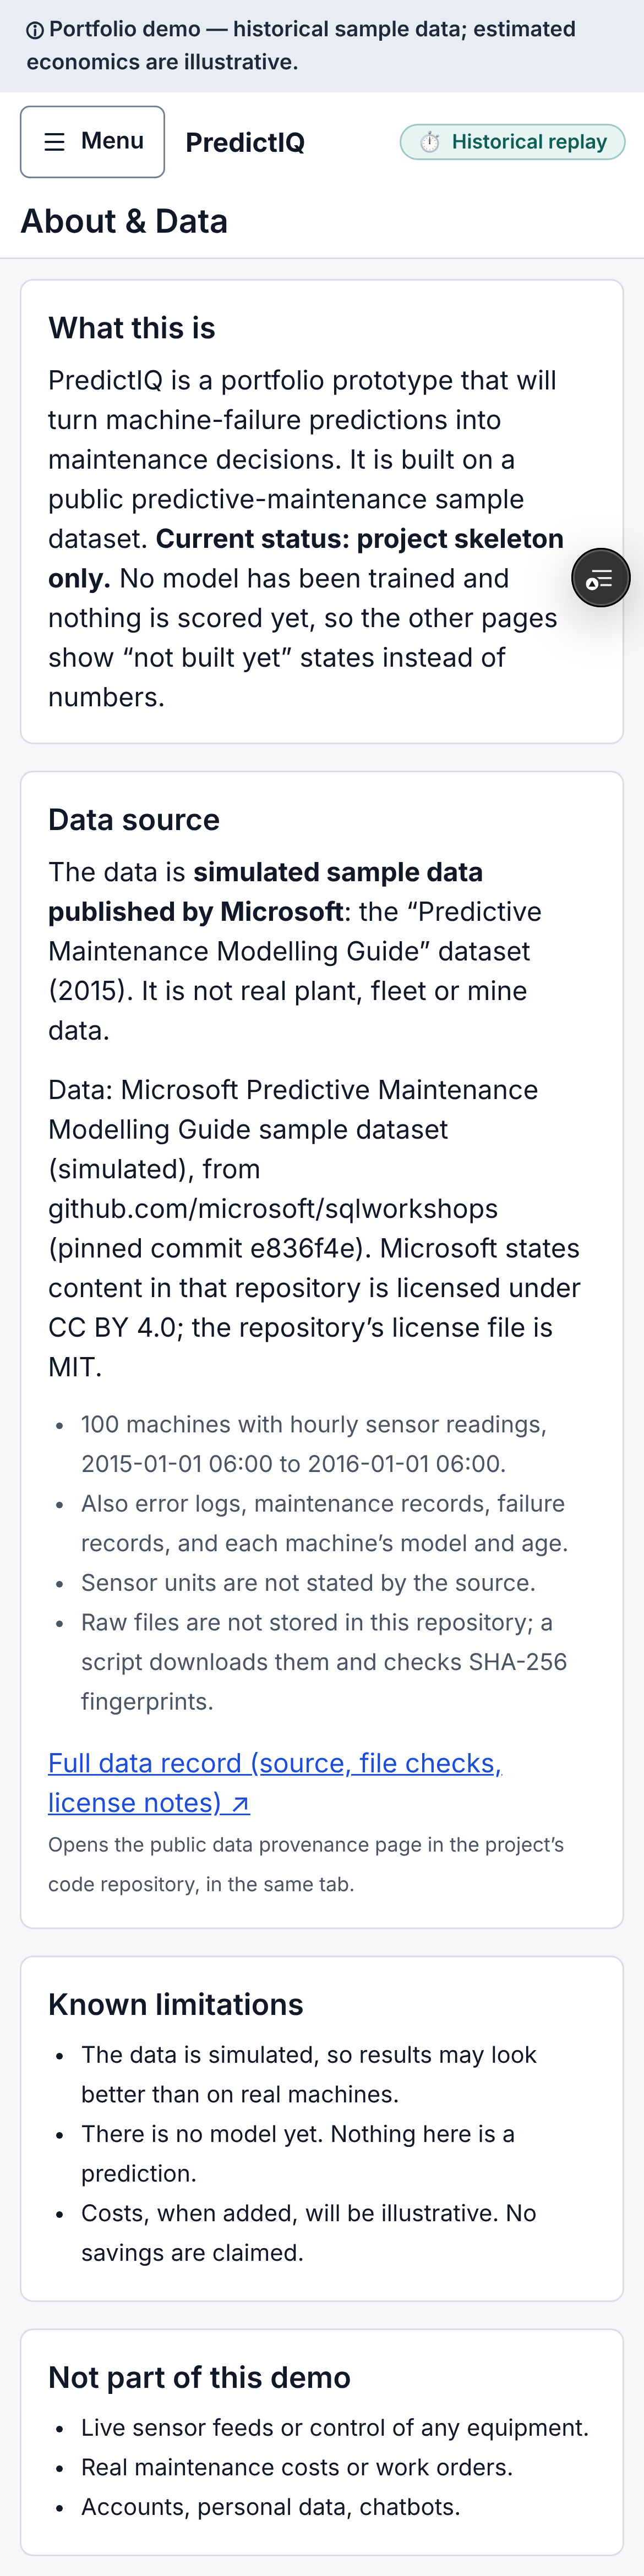 Portfolio demo — historical sample data; estimated
economics are illustrative.
Menu
PredictIQ
Historical replay
About & Data
What this is
PredictIQ is a portfolio prototype that will
turn machine-failure predictions into
maintenance decisions. It is built on a
public predictive-maintenance sample
dataset. Current status: project skeleton
only. No model has been trained and
nothing is scored yet, so the other pages
show “not built yet” states instead of
numbers.
Data source
The data is simulated sample data
published by Microsoft: the “Predictive
Maintenance Modelling Guide” dataset
(2015). It is not real plant, fleet or mine
data.
Data: Microsoft Predictive Maintenance
Modelling Guide sample dataset
(simulated), from
github.com/microsoft/sqlworkshops
(pinned commit e836f4e). Microsoft states
content in that repository is licensed under
CC BY 4.0; the repository’s license file is
MIT.
• 100 machines with hourly sensor readings,
2015-01-01 06:00 to 2016-01-01 06:00.
• Also error logs, maintenance records, failure
records, and each machine’s model and age.
• Sensor units are not stated by the source.
• Raw files are not stored in this repository; a
script downloads them and checks SHA-256
fingerprints.
Full data record (source, file checks,
license notes) ↗
Opens the public data provenance page in the project’s
code repository, in the same tab.
Known limitations
• The data is simulated, so results may look
better than on real machines.
• There is no model yet. Nothing here is a
prediction.
• Costs, when added, will be illustrative. No
savings are claimed.
Not part of this demo
• Live sensor feeds or control of any equipment.
• Real maintenance costs or work orders.
• Accounts, personal data, chatbots.